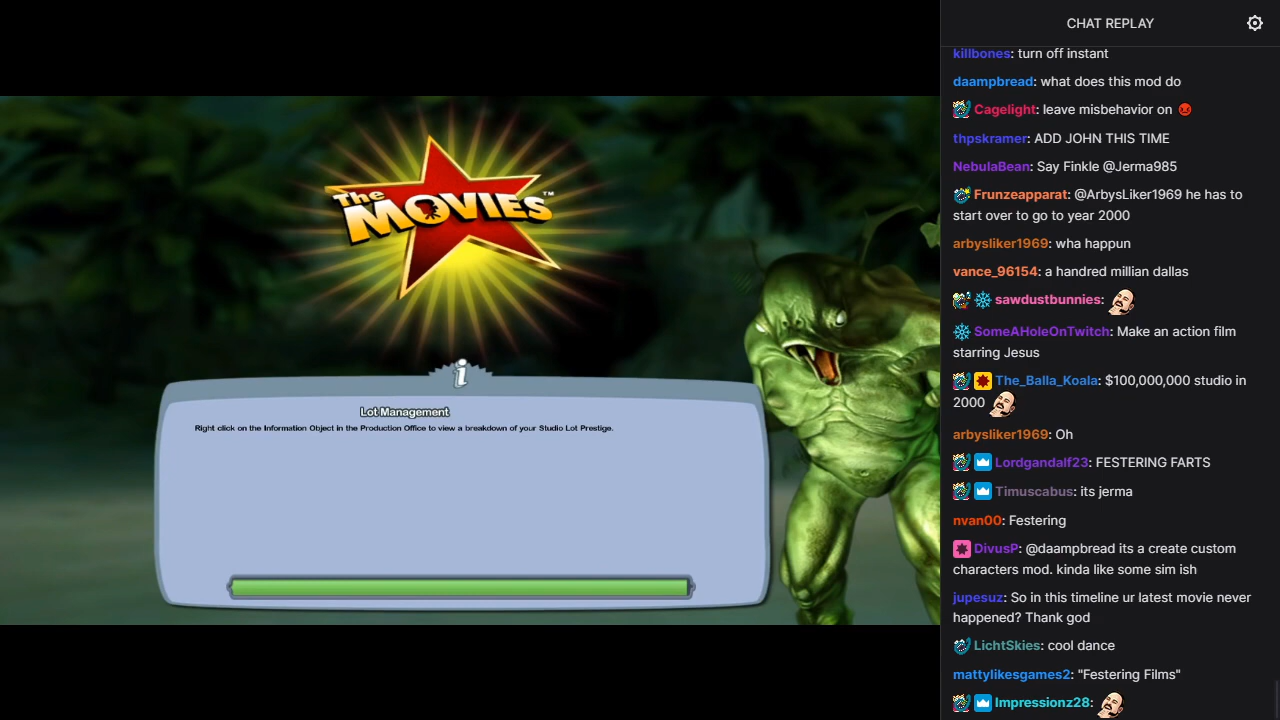 The
MOVIES™
i
Lot Management
Right click on the Information Object in the Production Office to view a breakdown of your Studio Lot Prestige.
CHAT REPLAY
killbones: turn off instant
daampbread: what does this mod do
Cagelight: leave misbehavior on
thpskramer: ADD JOHN THIS TIME
NebulaBean: Say Finkle @Jerma985
Frunzeapparat: @ArbysLiker1969 he has to
start over to go to year 2000
arbysliker1969: wha happun
vance_96154: a hundred millian dallas
sawdustbunnies:
SomeAHoleOnTwitch: Make an action film
starring Jesus
The_Balla_Koala: $100,000,000 studio in
2000
arbysliker1969: Oh
Lordgandalf23: FESTERING FARTS
Timuscabus: its jerma
nvan00: Festering
DivusP: @daampbread its a create custom
characters mod. kinda like some sim ish
jupesuz: So in this timeline ur latest movie never
happened? Thank god
LichtSkies: cool dance
mattylikesgames2: "Festering Films"
Impressionz28: